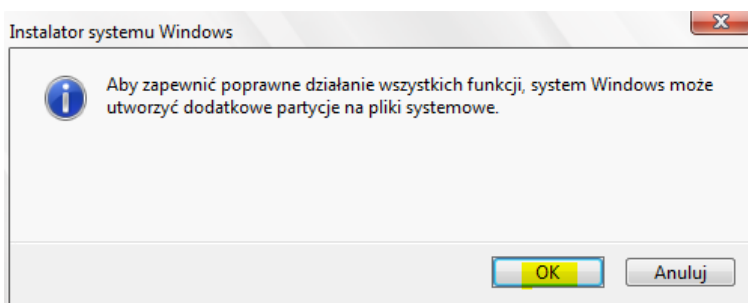 Instalator systemu Windows
Aby zapewnić poprawne działanie wszystkich funkcji, system Windows może
utworzyć dodatkowe partycje na pliki systemowe.
OK Anuluj